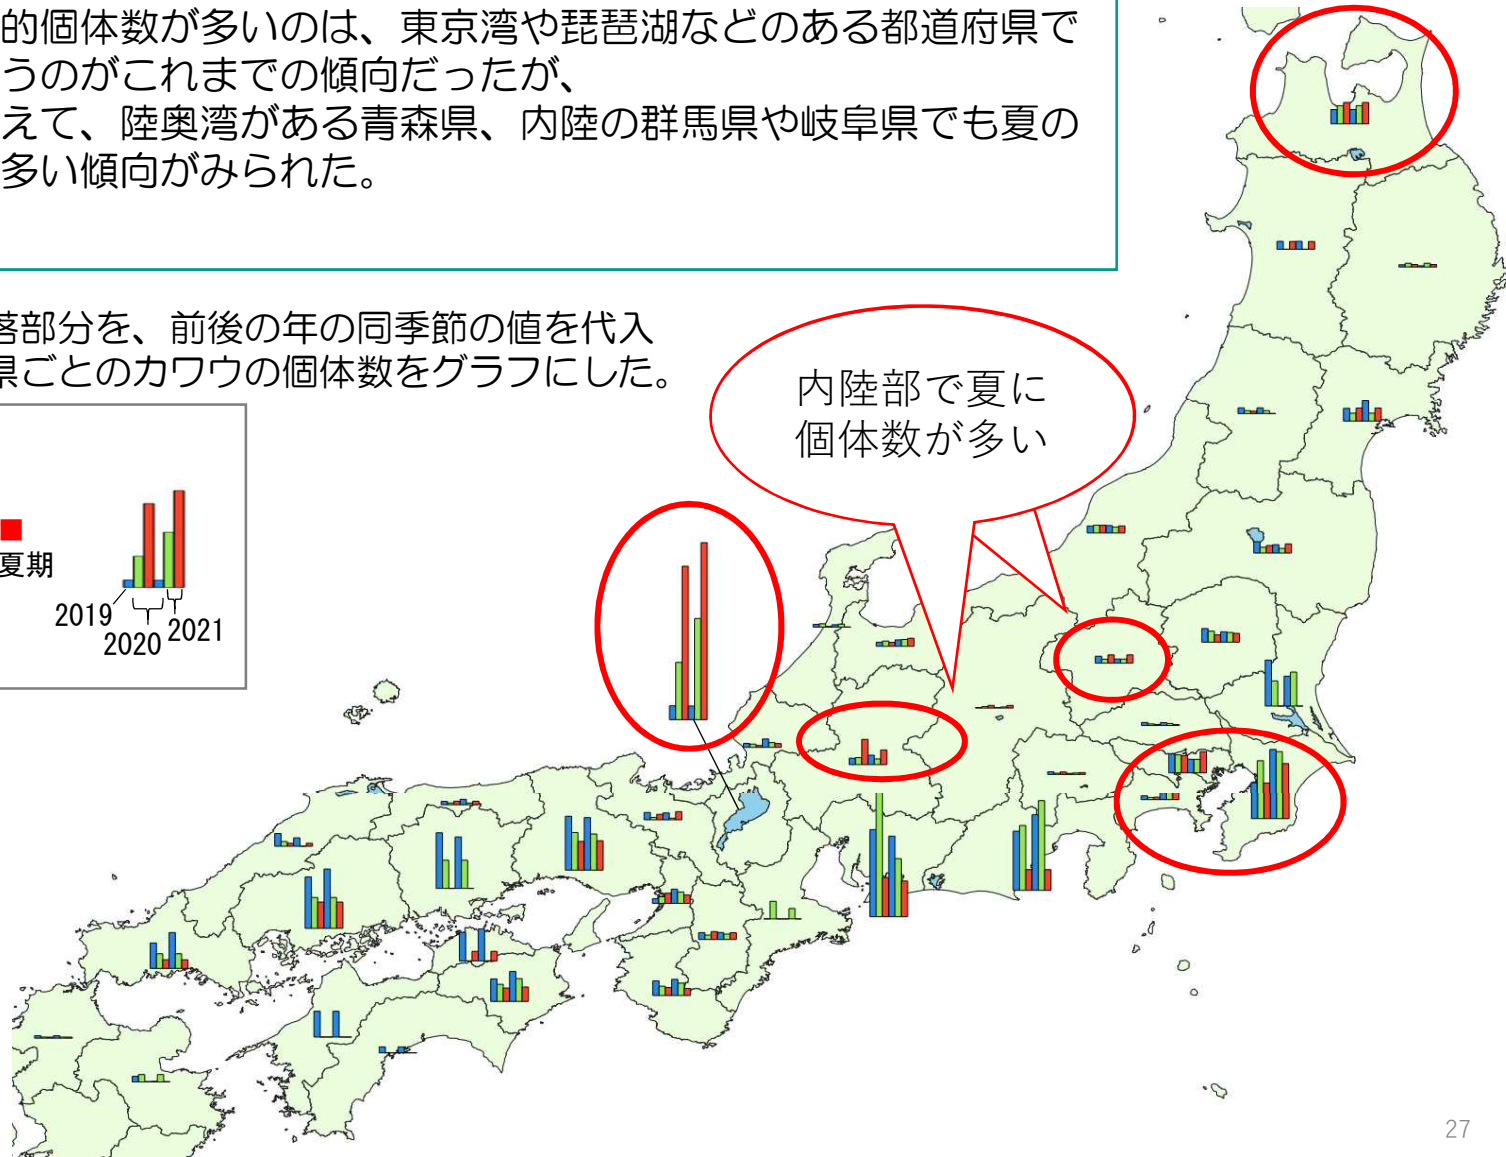 的個体数が多いのは、東京湾や琵琶湖などのある都道府県で
うのがこれまでの傾向だったが、
えて、陸奥湾がある青森県、内陸の群馬県や岐阜県でも夏の
多い傾向がみられた。
落部分を、前後の年の同季節の値を代入
県ごとのカワウの個体数をグラフにした。
内陸部で夏に
個体数が多い
夏期
2019
2020
2021
27